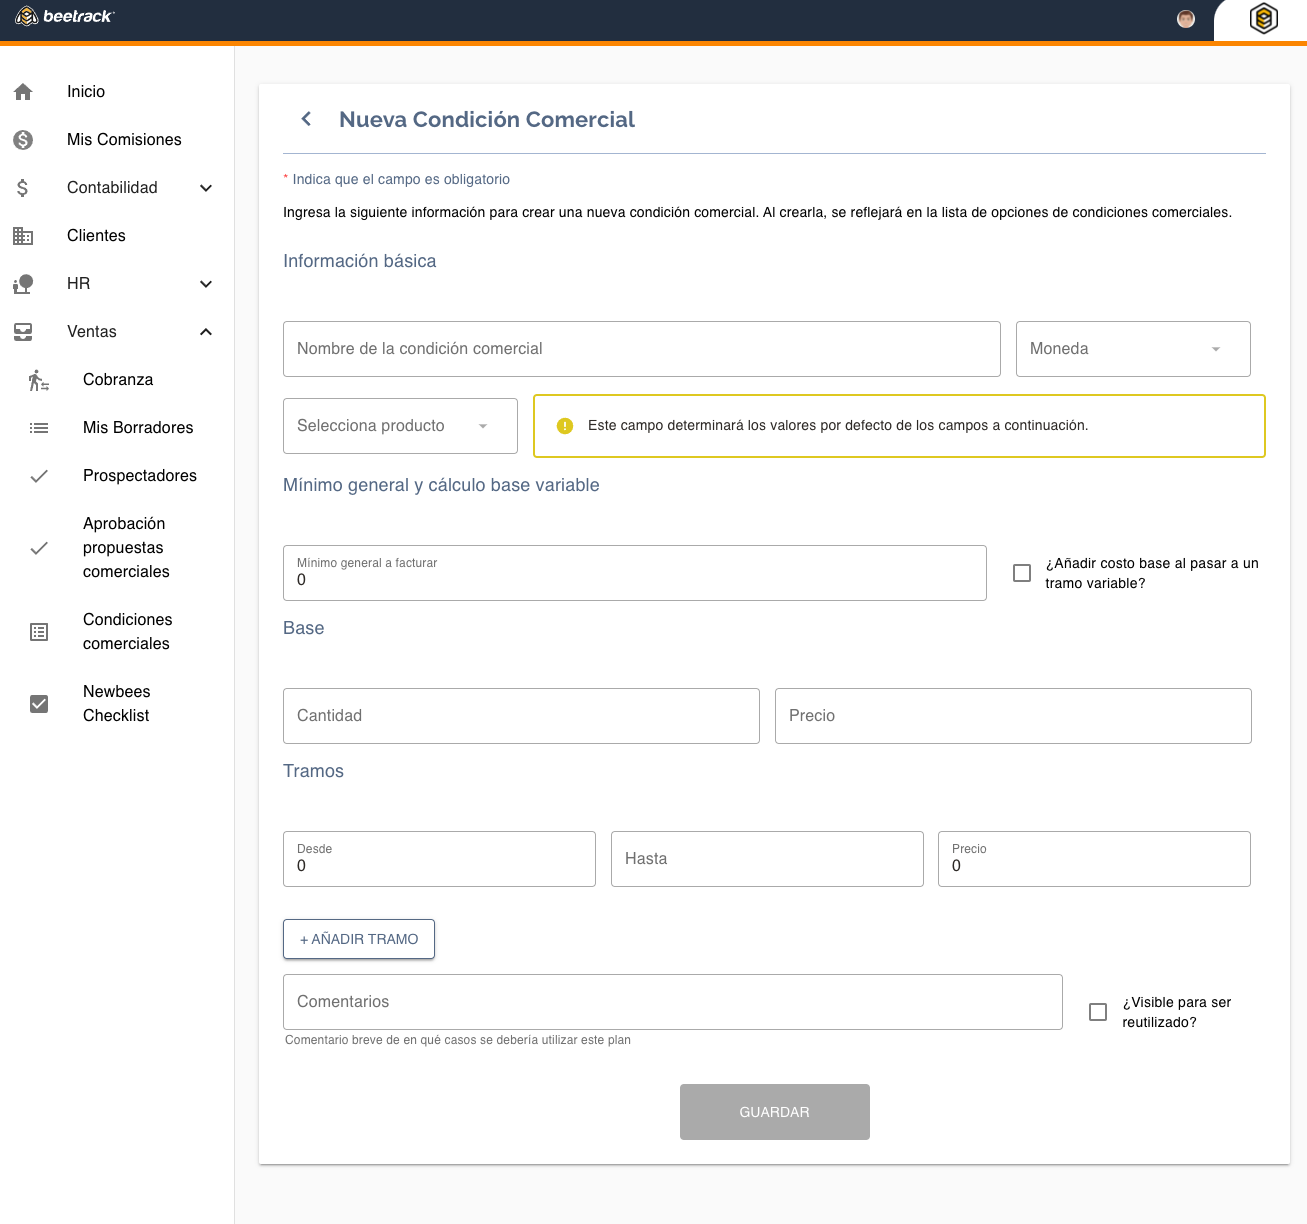 beetrack
Inicio
Mis Comisiones
Contabilidad
Clientes
HR
Ventas
Cobranza
Mis Borradores
Prospectadores
Aprobación
propuestas
comerciales
Condiciones
comerciales
Newbees
Checklist
Nueva Condición Comercial
* Indica que el campo es obligatorio
Ingresa la siguiente información para crear una nueva condición comercial. Al crearla, se reflejará en la lista de opciones de condiciones comerciales.
Información básica
Nombre de la condición comercial
Moneda
Selecciona producto
Este campo determinará los valores por defecto de los campos a continuación.
Mínimo general y cálculo base variable
Mínimo general a facturar
0
¿Añadir costo base al pasar a un
tramo variable?
Base
Cantidad
Precio
Tramos
Desde
0
Hasta
Precio
0
+ AÑADIR TRAMO
Comentarios
Comentario breve de en qué casos se debería utilizar este plan
¿Visible para ser
reutilizado?
GUARDAR